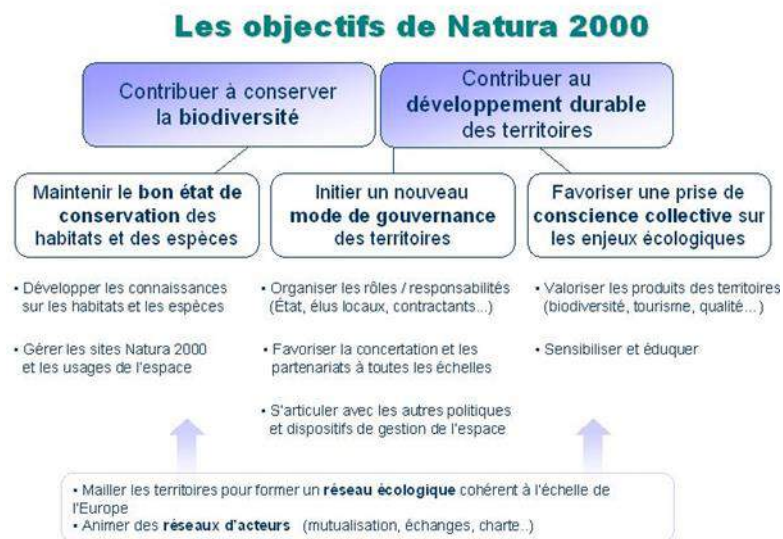 Les objectifs de Natura 2000
Contribuer à conserver
la biodiversité
Contribuer au
développement durable
des territoires
Maintenir le bon état de
conservation des
habitats et des espèces
Initier un nouveau
mode de gouvernance
des territoires
Favoriser une prise de
conscience collective sur
les enjeux écologiques
• Développer les connaissances
sur les habitats et les espèces
• Gérer les sites Natura 2000
et les usages de l'espace
• Organiser les rôles / responsabilités
(État, élus locaux, contractants...)
• Favoriser la concertation et les
partenariats à toutes les échelles
• S'articuler avec les autres politiques
et dispositifs de gestion de l'espace
• Valoriser les produits des territoires
(biodiversité, tourisme, qualité...)
• Sensibiliser et éduquer
• Mailler les territoires pour former un réseau écologique cohérent à l'échelle de
l'Europe
• Animer des réseaux d'acteurs (mutualisation, échanges, charte..)